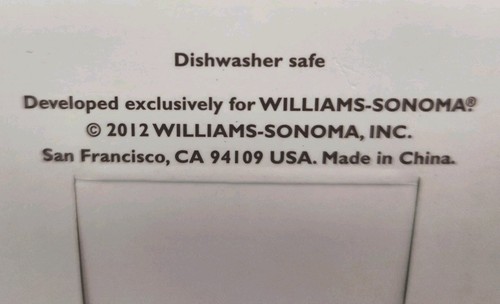 Dishwasher safe
Developed exclusively for WILLIAMS-SONOMA®
© 2012 WILLIAMS-SONOMA, INC.
San Francisco, CA 94109 USA. Made in China.